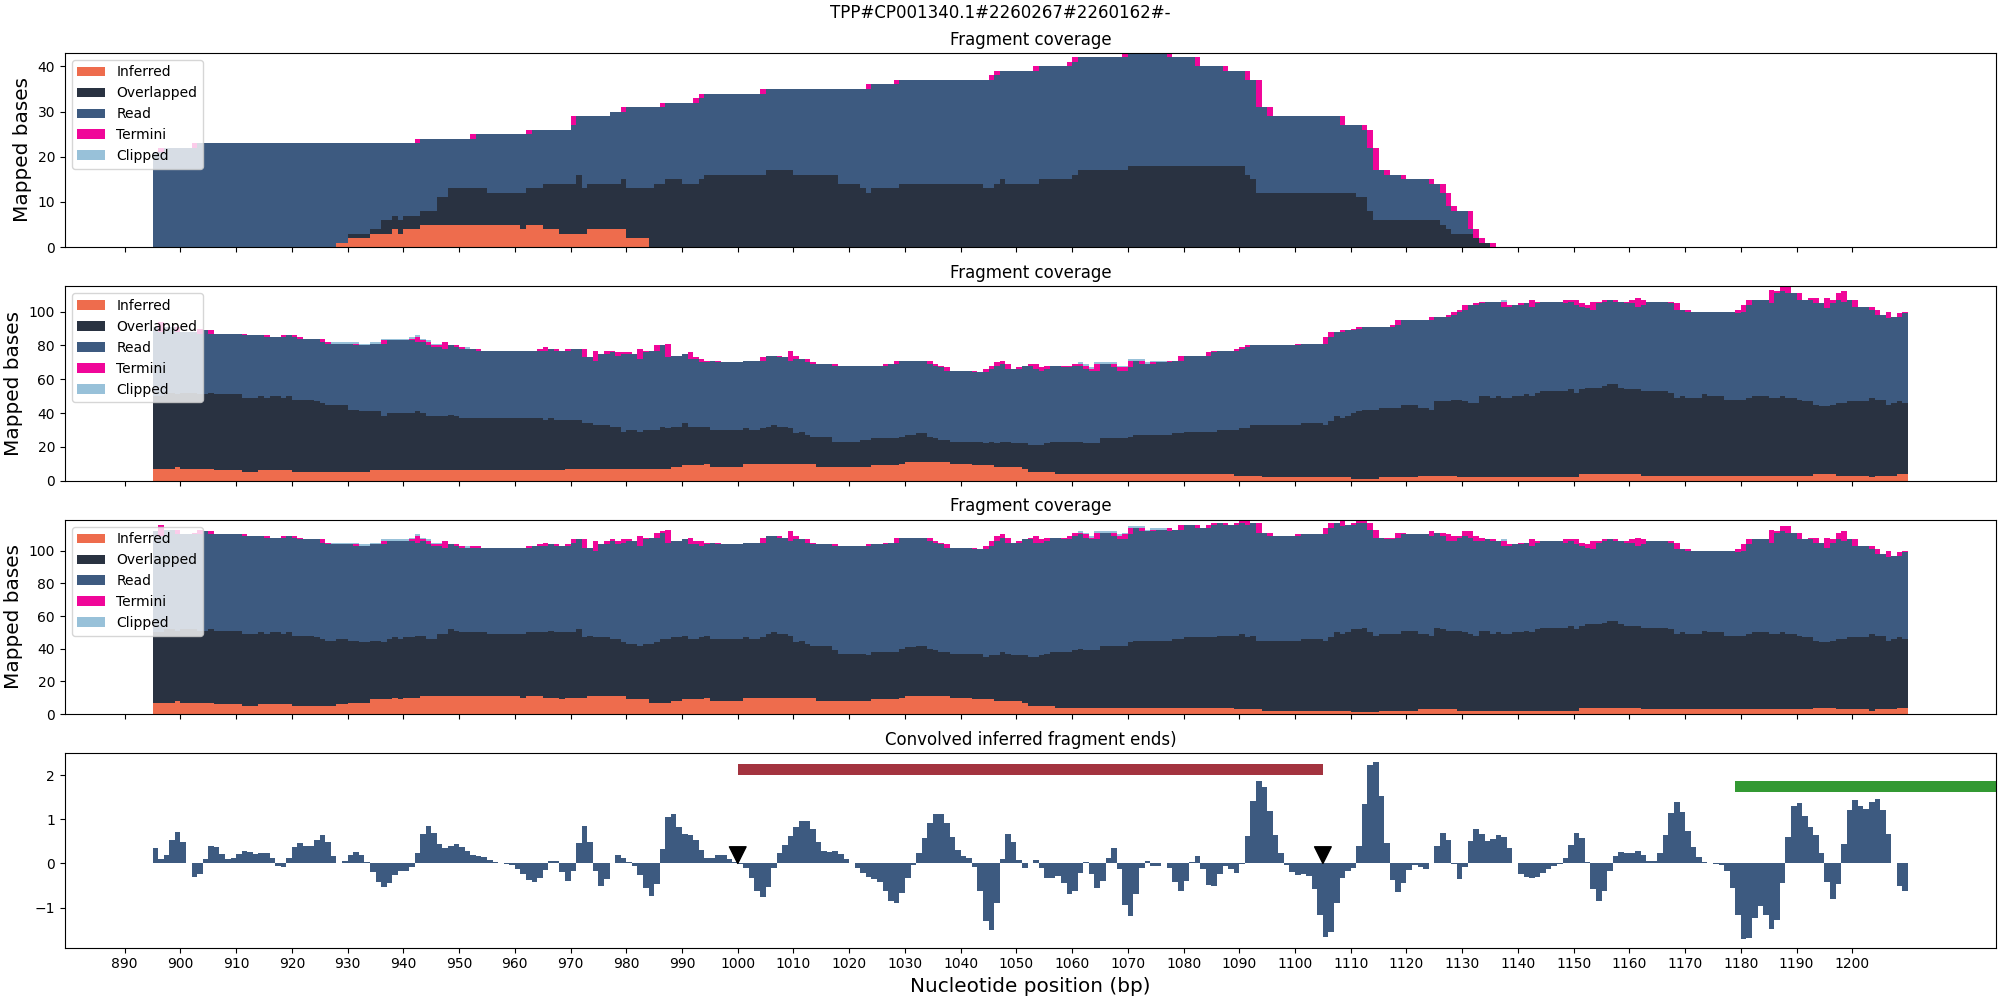 TPP#CP001340.1#2260267#2260162#-
Fragment coverage
Mapped bases
40
30
20
10
0
Inferred
Overlapped
Read
Termini
Clipped
Fragment coverage
Mapped bases
100
80
60
40
20
0
Inferred
Overlapped
Read
Termini
Clipped
Fragment coverage
Mapped bases
100
80
60
40
20
0
Inferred
Overlapped
Read
Termini
Clipped
Convolved inferred fragment ends)
2
1
0
−1
890 900 910 920 930 940 950 960 970 980 990 1000 1010 1020 1030 1040 1050 1060 1070 1080 1090 1100 1110 1120 1130 1140 1150 1160 1170 1180 1190 1200
Nucleotide position (bp)